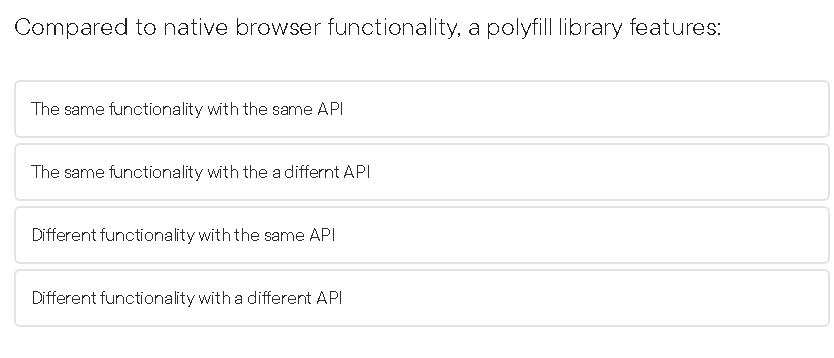 Compared to native browser functionality, a polyfill library features:
The same functionality with the same API
The same functionality with the a differnt API
Different functionality with the same API
Different functionality with a different API